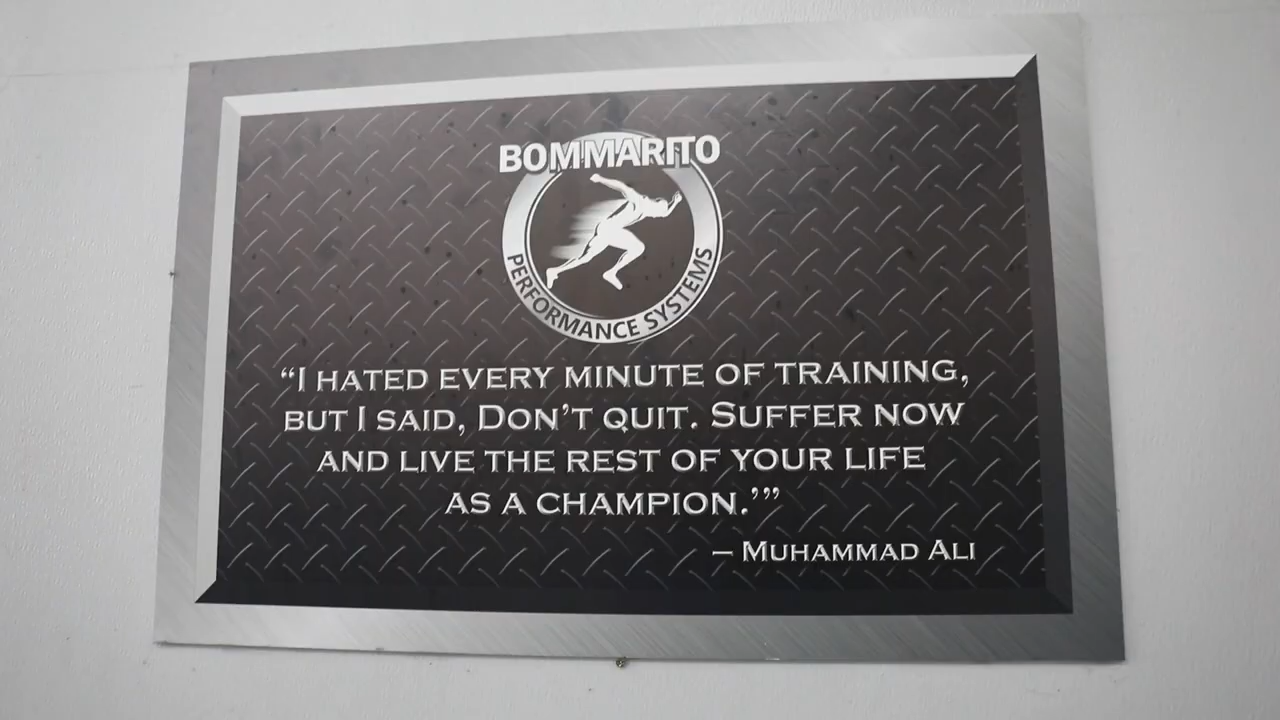 BOMMARITO
PERFORMANCE SYSTEMS
“I HATED EVERY MINUTE OF TRAINING,
BUT I SAID, DON’T QUIT. SUFFER NOW
AND LIVE THE REST OF YOUR LIFE
AS A CHAMPION.’”
– MUHAMMAD ALI